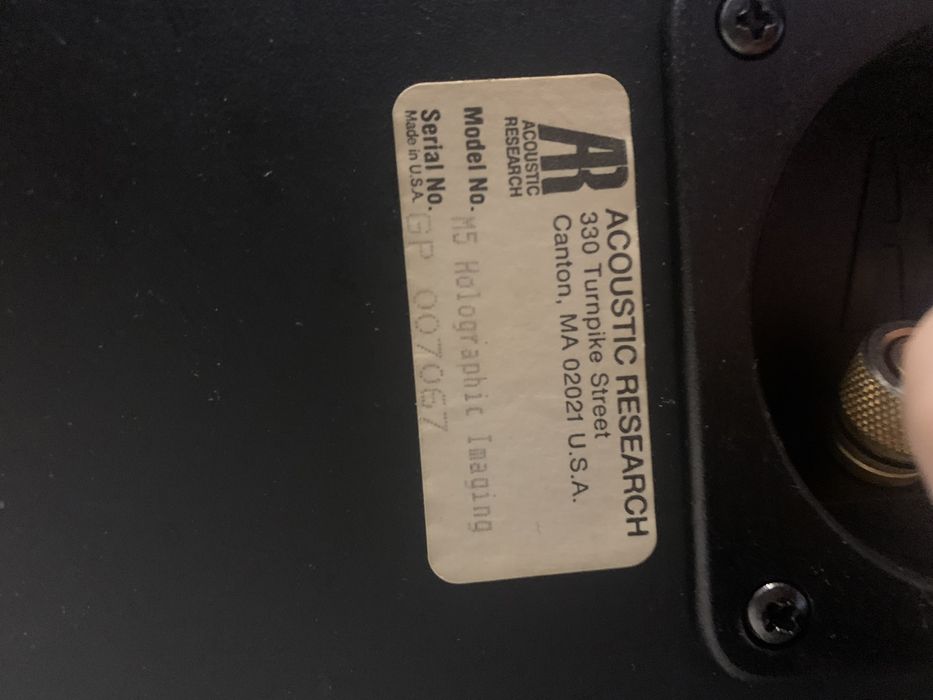 AR
ACOUSTIC
RESEARCH
ACOUSTIC RESEARCH
330 Turnpike Street
Canton, MA 02021 U.S.A.
Model No. M5 Holographic Imaging
Serial No. GP 007067
Made in U.S.A.